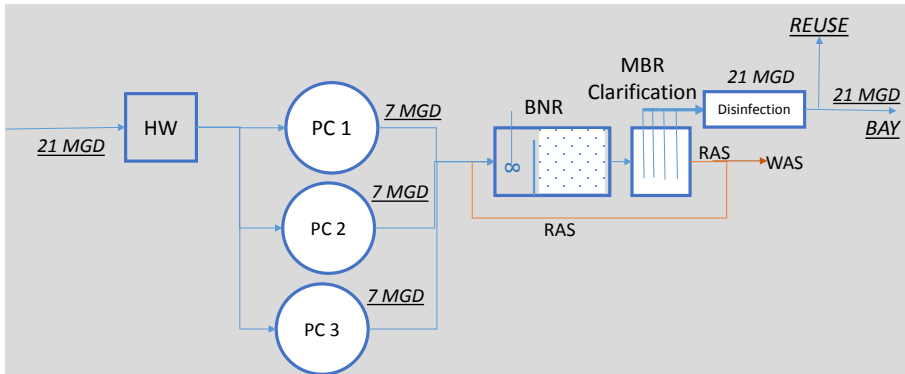 REUSE
MBR
Clarification
21 MGD
BNR
Disinfection
21 MGD
BAY
7 MGD
PC 1
HW
21 MGD
RAS
WAS
7 MGD
PC 2
8
RAS
7 MGD
PC 3